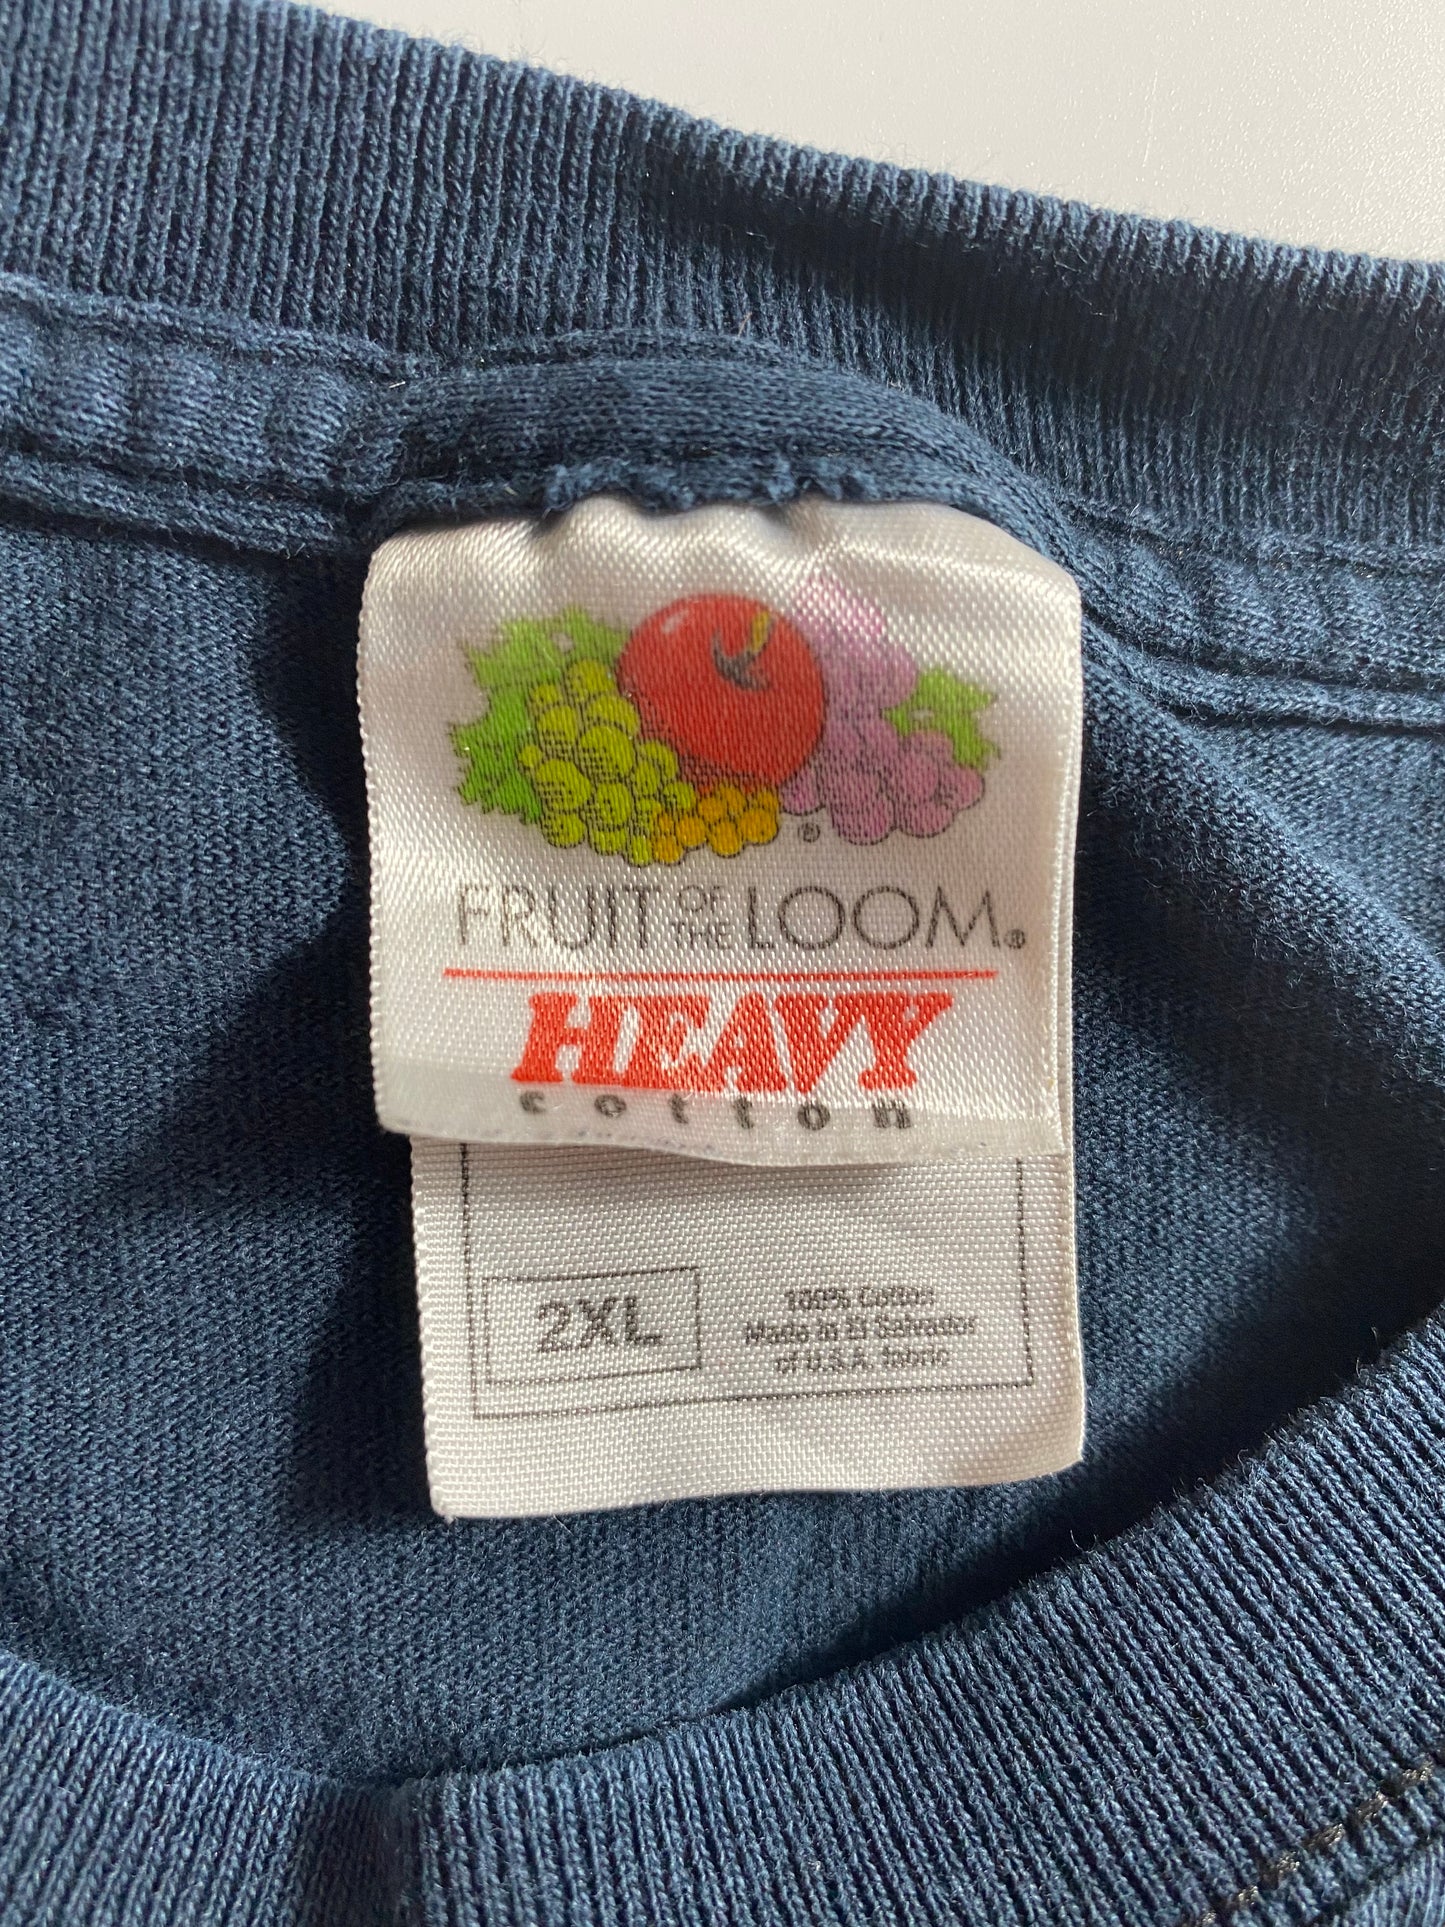 ®
FRUIT OF THE LOOM®
HEAVY
cotton
2XL
100% Cotton
Made in El Salvador
of U.S.A. fabric